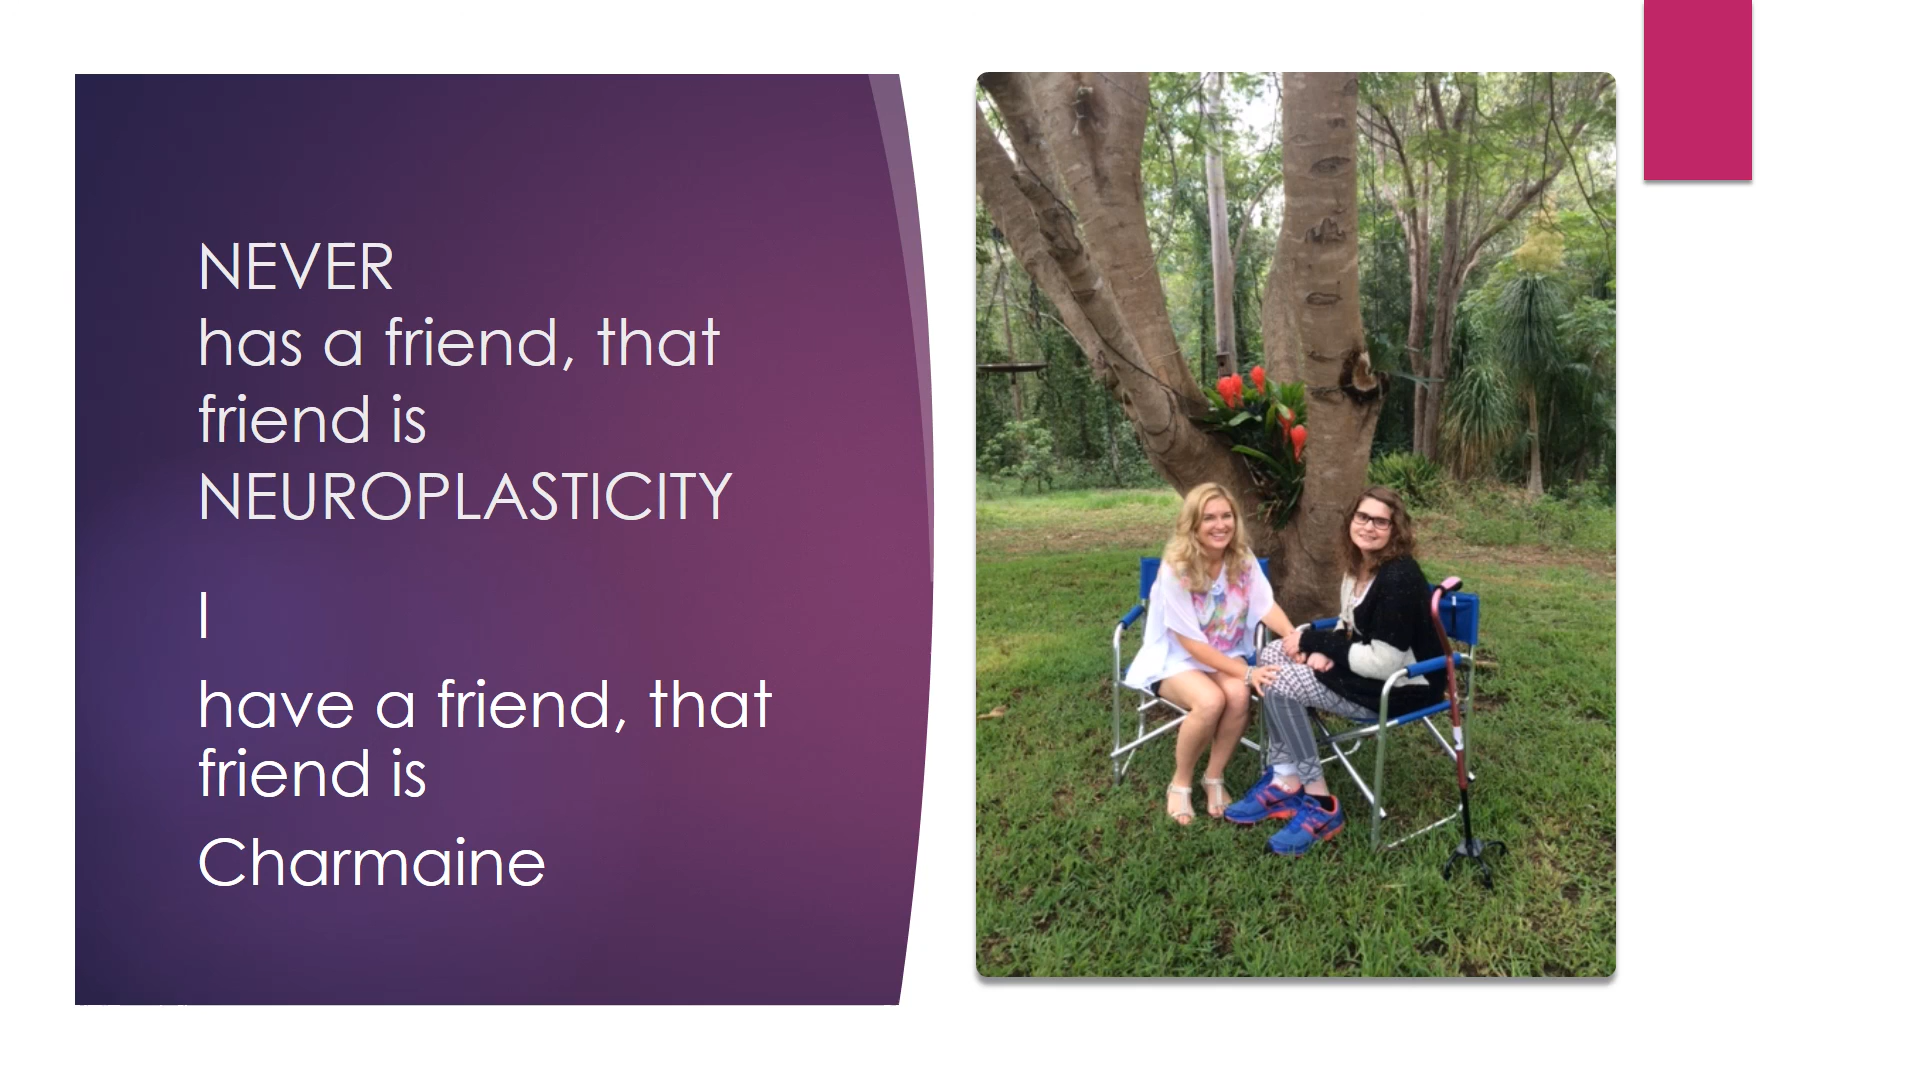 NEVER
has a friend, that
friend is
NEUROPLASTICITY
I
have a friend, that
friend is
Charmaine